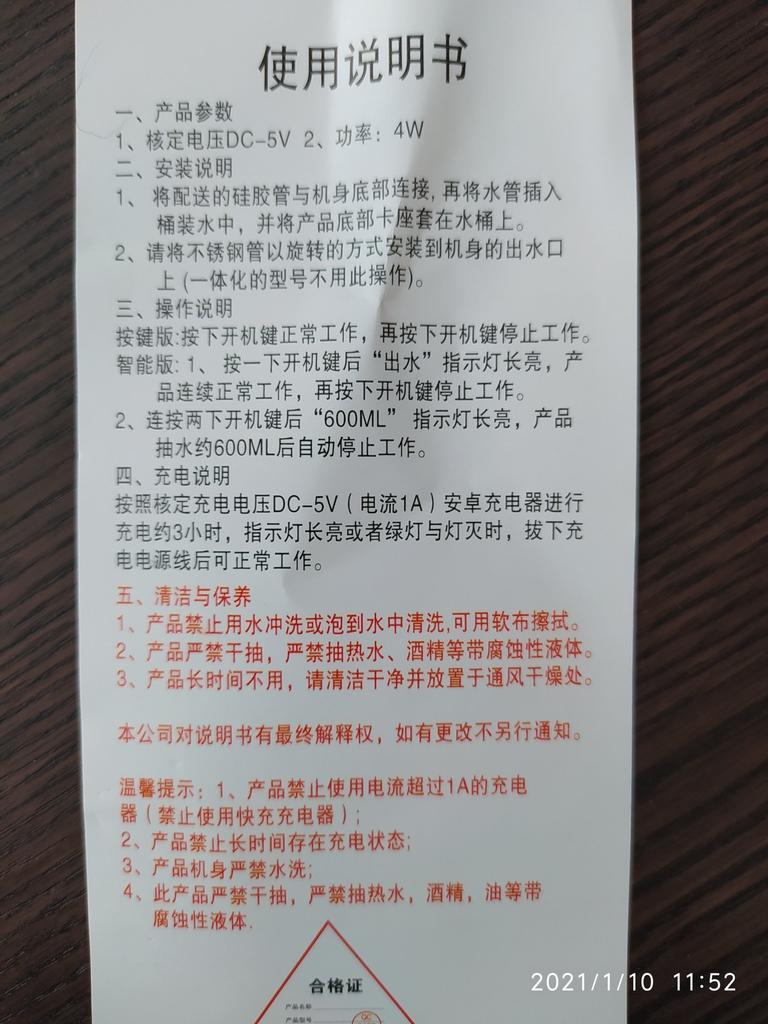 使用说明书
一、产品参数
1、核定电压DC-5V 2、功率：4W
二、安装说明
1、 将配送的硅胶管与机身底部连接,再将水管插入
桶装水中，并将产品底部卡座套在水桶上。
2、请将不锈钢管以旋转的方式安装到机身的出水口
上(一体化的型号不用此操作)。
三、操作说明
按键版:按下开机键正常工作，再按下开机键停止工作。
智能版: 1、 按一下开机键后“出水”指示灯长亮，产
品连续正常工作，再按下开机键停止工作。
2、连按两下开机键后“600ML” 指示灯长亮，产品
抽水约600ML后自动停止工作。
四、充电说明
按照核定充电电压DC-5V（电流1A）安卓充电器进行
充电约3小时，指示灯长亮或者绿灯与灯灭时，拔下充
电电源线后可正常工作。
五、清洁与保养
1、产品禁止用水冲洗或泡到水中清洗,可用软布擦拭。
2、产品严禁干抽，严禁抽热水、酒精等带腐蚀性液体。
3、产品长时间不用，请清洁干净并放置于通风干燥处。
本公司对说明书有最终解释权，如有更改不另行通知。
温馨提示：1、产品禁止使用电流超过1A的充电
器（禁止使用快充充电器）;
2、产品禁止长时间存在充电状态;
3、产品机身严禁水洗;
4、此产品严禁干抽，严禁抽热水，酒精，油等带
腐蚀性液体.
合格证
产品名称
产品型号
QC
2021/1/10 11:52